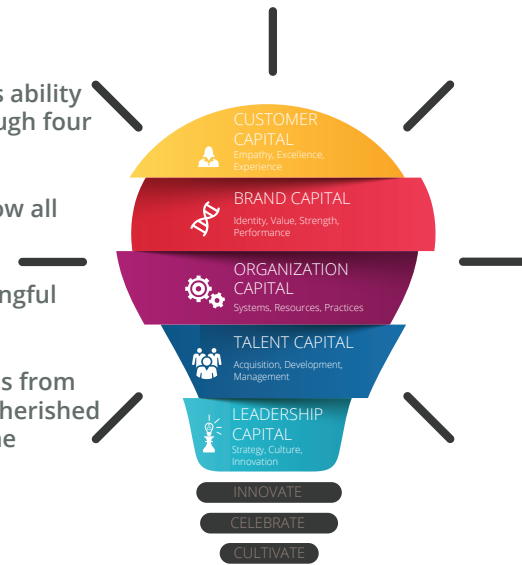 s ability
ugh four
ow all
ngful
s from
herished
ne
CUSTOMER
CAPITAL
Empathy, Excellence,
Experience
BRAND CAPITAL
Identity, Value, Strength,
Performance
ORGANIZATION
CAPITAL
Systems, Resources, Practices
TALENT CAPITAL
Acquisition, Development,
Management
LEADERSHIP
CAPITAL
Strategy, Culture,
Innovation
INNOVATE
CELEBRATE
CULTIVATE